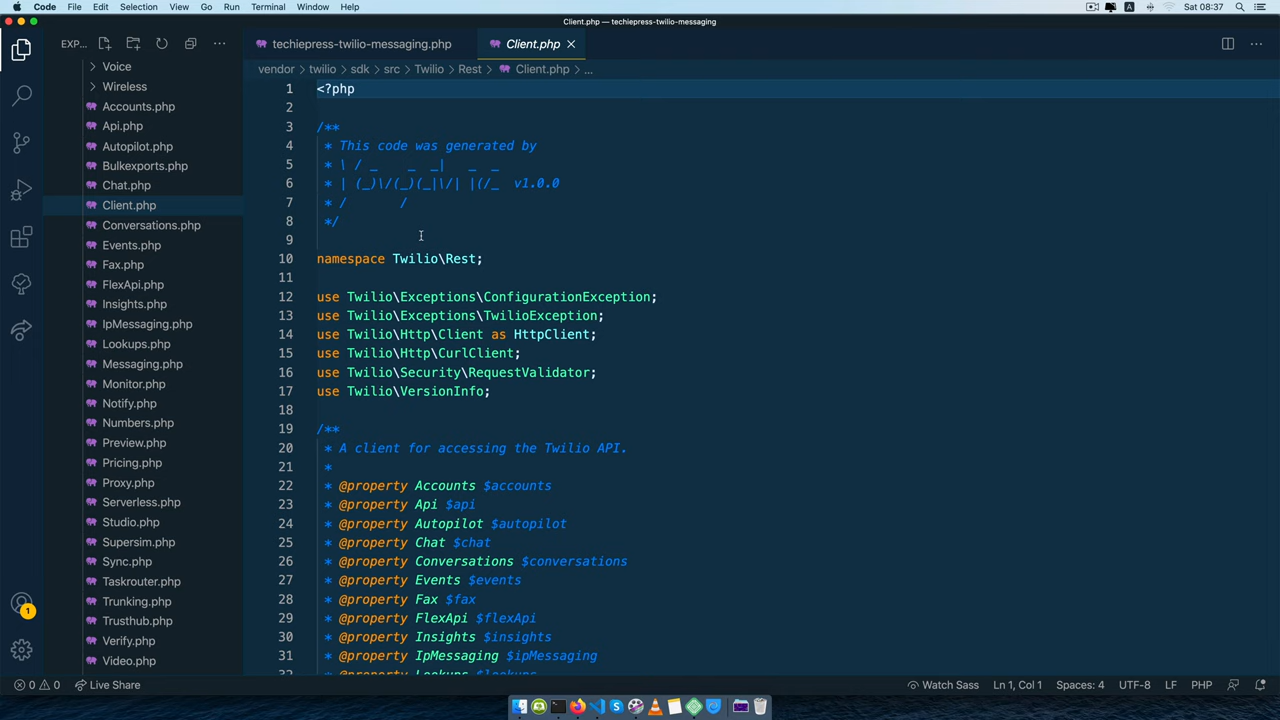 Code File Edit Selection View Go Run Terminal Window Help
Sat 08:37
Client.php — techiepress-twilio-messaging
EXP... ···
techiepress-twilio-messaging.php
Client.php ×
vendor > twilio > sdk > src > Twilio > Rest > Client.php > ...
Voice
Wireless
Accounts.php
Api.php
Autopilot.php
Bulkexports.php
Chat.php
Client.php
Conversations.php
Events.php
Fax.php
FlexApi.php
Insights.php
IpMessaging.php
Lookups.php
Messaging.php
Monitor.php
Notify.php
Numbers.php
Preview.php
Pricing.php
Proxy.php
Serverless.php
Studio.php
Supersim.php
Sync.php
Taskrouter.php
Trunking.php
Trusthub.php
Verify.php
Video.php
1 <?php
2
3 /**
4 * This code was generated by
5 * \ / _    _  _|   _  _
6 * | (_)\/(_)(_|\/| |(/_  v1.0.0
7 * /       /
8 */
9
10 namespace Twilio\Rest;
11
12 use Twilio\Exceptions\ConfigurationException;
13 use Twilio\Exceptions\TwilioException;
14 use Twilio\Http\Client as HttpClient;
15 use Twilio\Http\CurlClient;
16 use Twilio\Security\RequestValidator;
17 use Twilio\VersionInfo;
18
19 /**
20 * A client for accessing the Twilio API.
21 *
22 * @property Accounts $accounts
23 * @property Api $api
24 * @property Autopilot $autopilot
25 * @property Chat $chat
26 * @property Conversations $conversations
27 * @property Events $events
28 * @property Fax $fax
29 * @property FlexApi $flexApi
30 * @property Insights $insights
31 * @property IpMessaging $ipMessaging
32 * @property Lookups $lookups
1
0 0 Live Share
Watch Sass Ln 1, Col 1 Spaces: 4 UTF-8 LF PHP